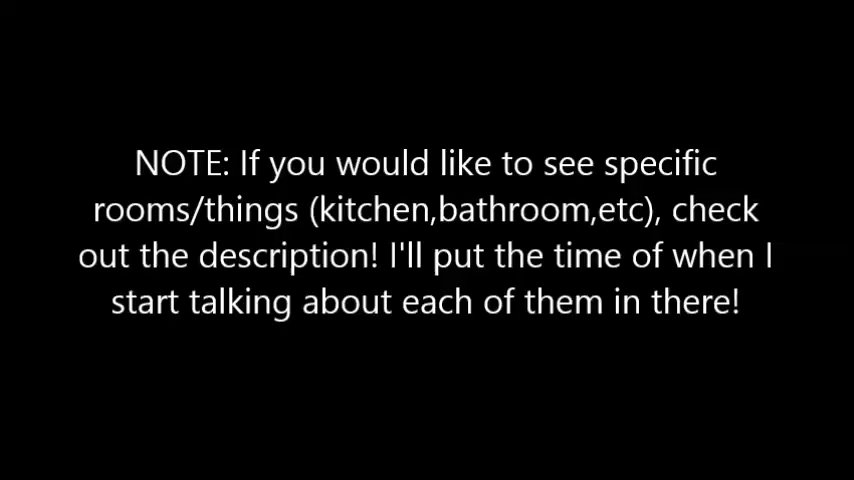 NOTE: If you would like to see specific
rooms/things (kitchen,bathroom,etc), check
out the description! I'll put the time of when I
start talking about each of them in there!